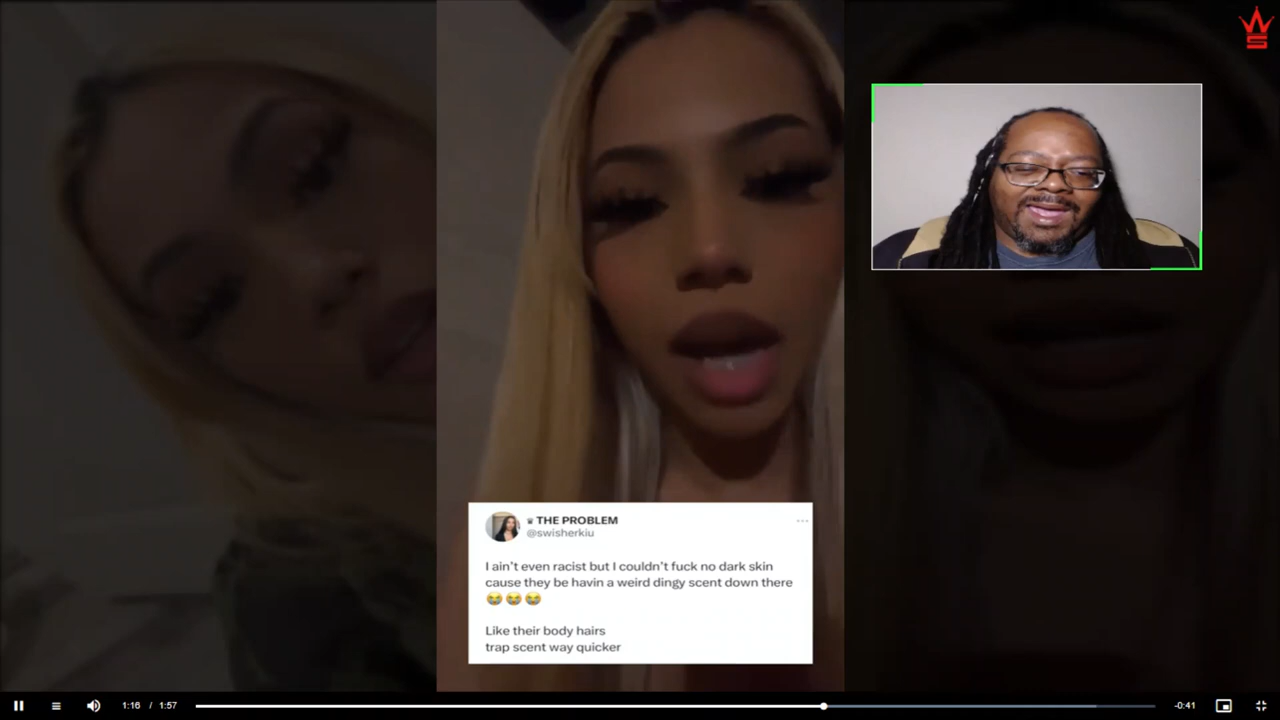 WS
♛ THE PROBLEM
@swisherkiu
I ain't even racist but I couldn't fuck no dark skin
cause they be havin a weird dingy scent down there
😭😭😭
Like their body hairs
trap scent way quicker
1:16 / 1:57
-0:41